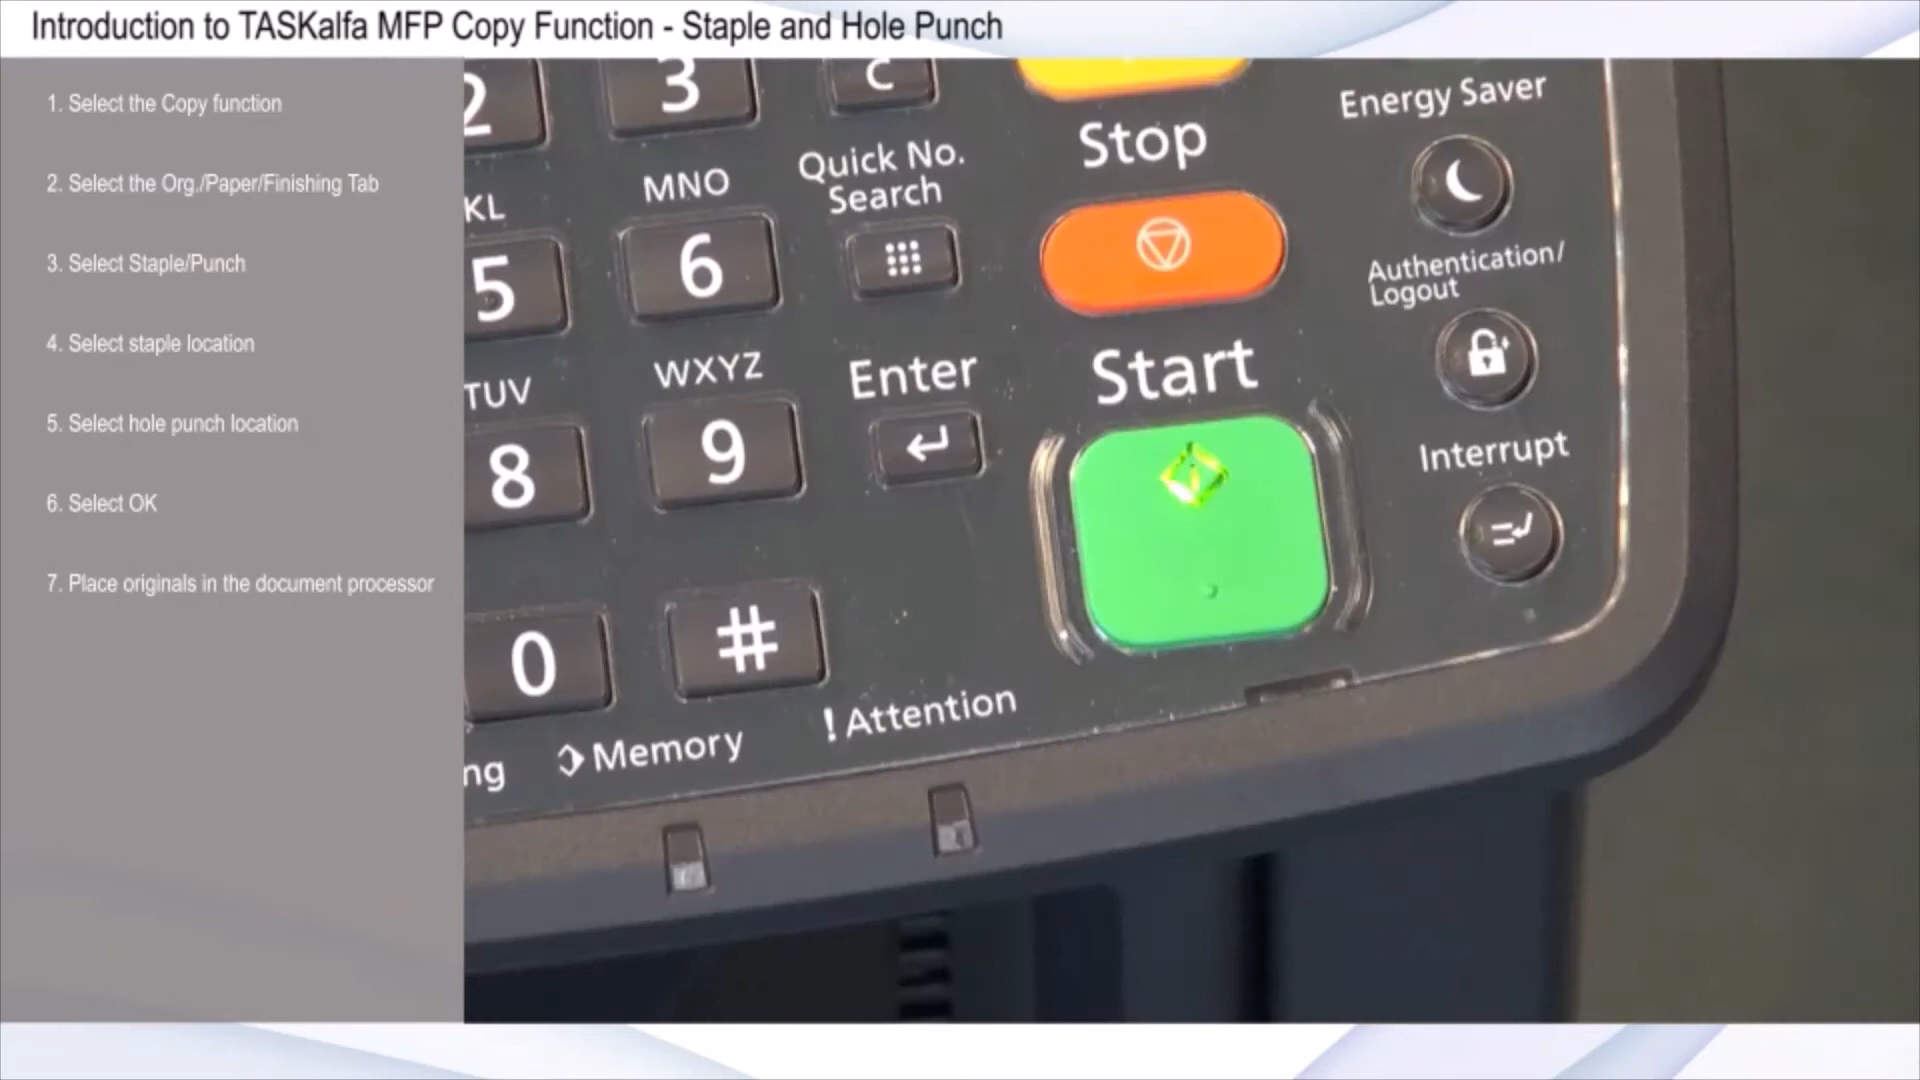 Introduction to TASKalfa MFP Copy Function - Staple and Hole Punch
1. Select the Copy function
2. Select the Org./Paper/Finishing Tab
3. Select Staple/Punch
4. Select staple location
5. Select hole punch location
6. Select OK
7. Place originals in the document processor
2
3
C
Stop
Energy Saver
KL
MNO
Quick No.
Search
5
6
Authentication/
Logout
TUV
WXYZ
Enter
Start
8
9
Interrupt
0
#
ng
Memory
! Attention